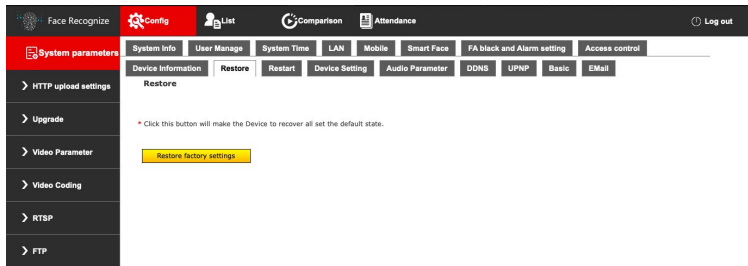 Face Recognize
Config
List
Comparison
Attendance
Log out
System parameters
System Info
User Manage
System Time
LAN
Mobile
Smart Face
FA black and Alarm setting
Access control
Device Information
Restore
Restart
Device Setting
Audio Parameter
DDNS
UPNP
Basic
EMail
HTTP upload settings
Upgrade
Video Parameter
Video Coding
RTSP
FTP
Restore
* Click this button will make the Device to recover all set the default state.
Restore factory settings